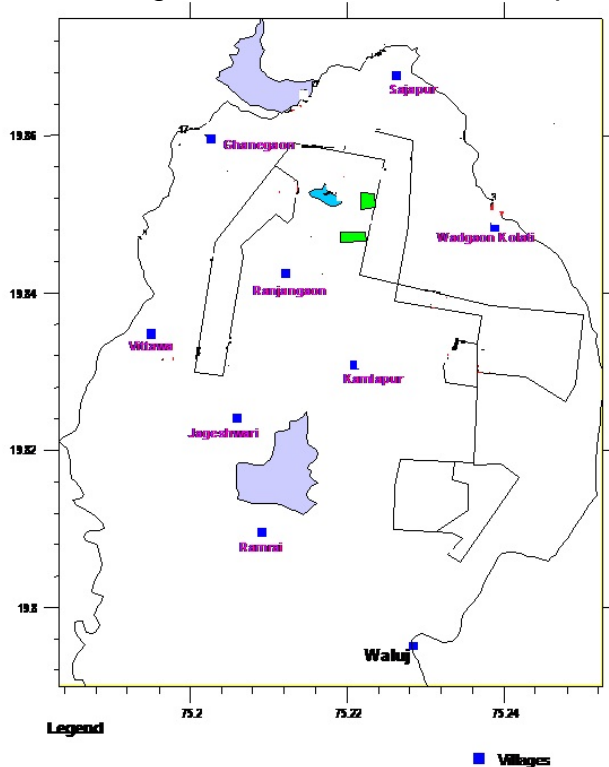 Sajapur
19.86
Ghanegaon
Wadgaon Kolati
19.84
Ranjangaon
Vittawa
Kamlapur
19.82
Jogeshwari
Ramrai
19.8
Waluj
75.2 75.22 75.24
Legend
Villages